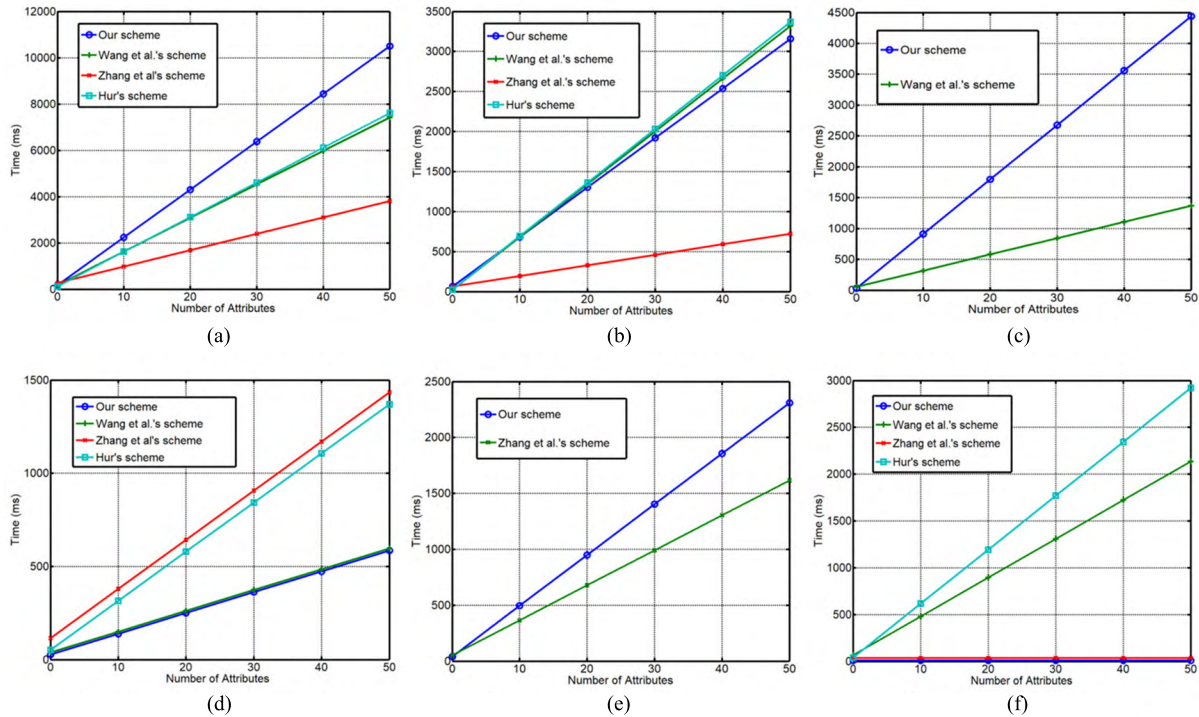 12000
10000
8000
6000
4000
2000
0
Time (ms)
Our scheme
Wang et al.'s scheme
Zhang et al's scheme
Hur's scheme
0 10 20 30 40 50
Number of Attributes
(a)
3500
3000
2500
2000
1500
1000
500
0
Time (ms)
Our scheme
Wang et al.'s scheme
Zhang et al.'s scheme
Hur's scheme
0 10 20 30 40 50
Number of Attributes
(b)
4500
4000
4500
3000
2500
2000
1500
1000
500
0
Time (ms)
Our scheme
Wang et al.'s scheme
0 10 20 30 40 50
Number of Attributes
(c)
1500
1000
500
0
Time (ms)
Our scheme
Wang et al.'s scheme
Zhang et al's scheme
Hur's scheme
0 10 20 30 40 50
Number of Attributes
(d)
2500
2000
1500
1000
500
0
Time (ms)
Our scheme
Zhang et al.'s scheme
0 10 20 30 40 50
Number of Attributes
(e)
3000
2500
2000
1500
1000
500
0
Time (ms)
Our scheme
Wang et al.'s scheme
Zhang et al.'s scheme
Hur's scheme
0 10 20 30 40 50
Number of Attributes
(f)